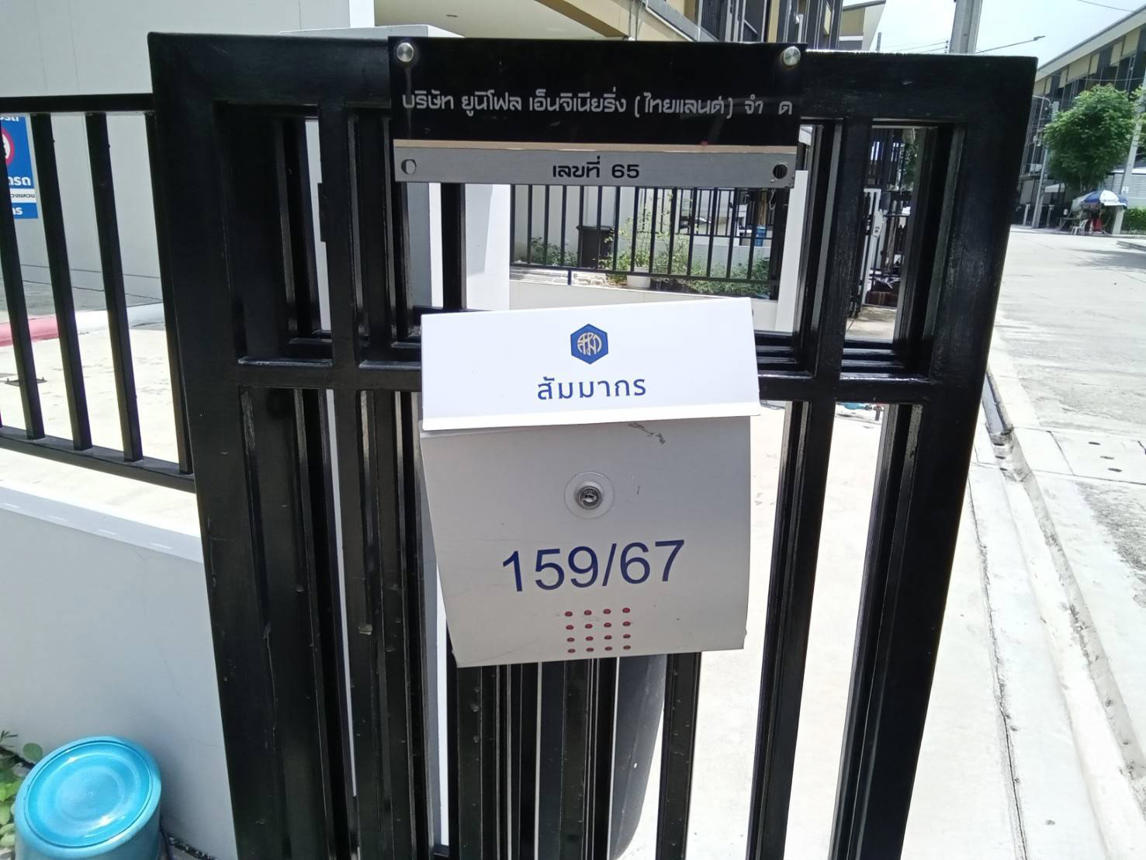 บริษัท ยูนิโฟล เอ็นจิเนียริ่ง (ไทยแลนด์) จำ ด
เลขที่ 65
สัมมากร
159/67